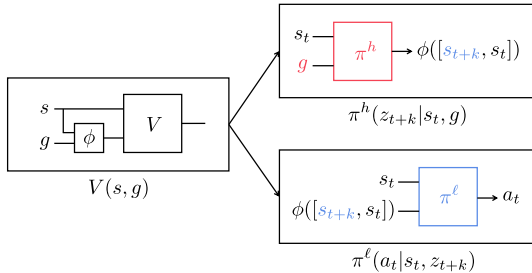 s
g
ϕ
V
V(s, g)
s_t
g
π^h
ϕ([s_{t+k}, s_t])
π^h(z_{t+k}|s_t, g)
s_t
ϕ([s_{t+k}, s_t])
π^ℓ
a_t
π^ℓ(a_t|s_t, z_{t+k})